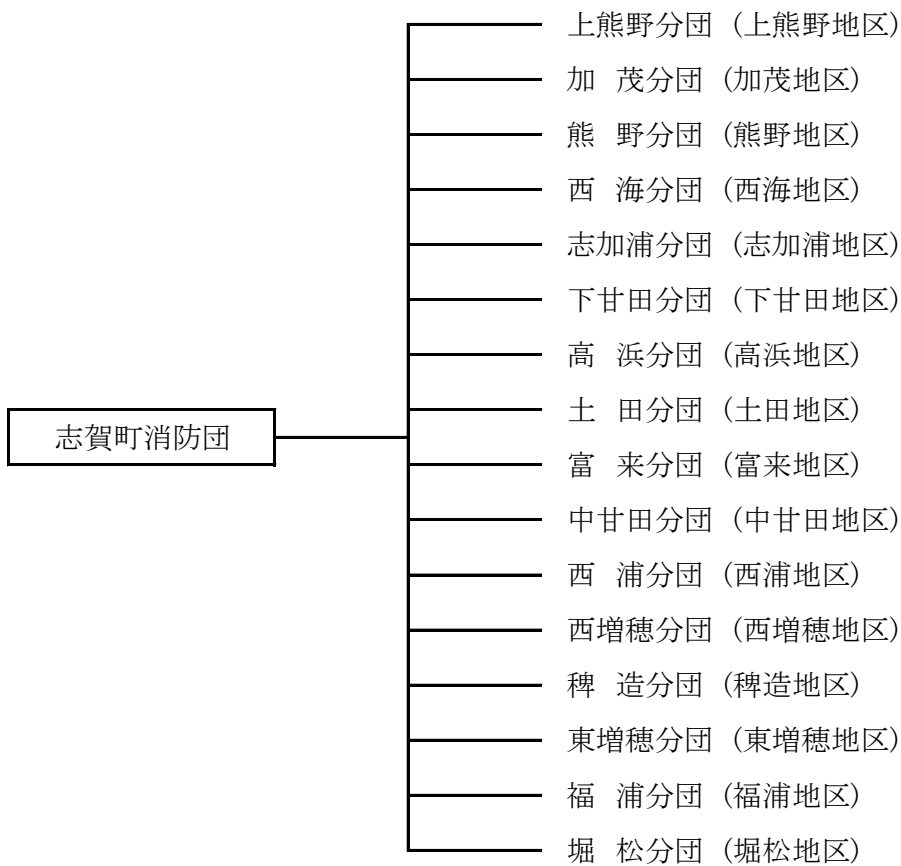 上熊野分団（上熊野地区）
加　茂分団（加茂地区）
熊　野分団（熊野地区）
西　海分団（西海地区）
志加浦分団（志加浦地区）
下甘田分団（下甘田地区）
高　浜分団（高浜地区）
土　田分団（土田地区）
志賀町消防団
富　来分団（富来地区）
中甘田分団（中甘田地区）
西　浦分団（西浦地区）
西増穂分団（西増穂地区）
稗　造分団（稗造地区）
東増穂分団（東増穂地区）
福　浦分団（福浦地区）
堀　松分団（堀松地区）